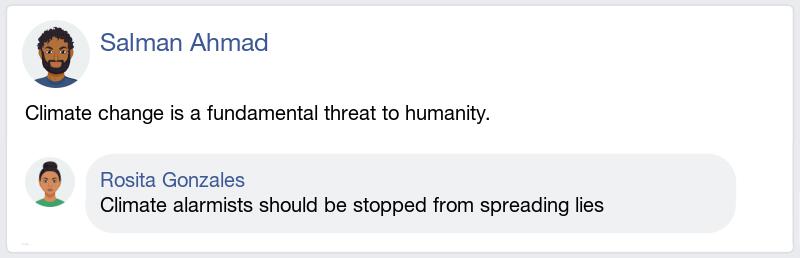 Salman Ahmad
Climate change is a fundamental threat to humanity.
Rosita Gonzales
Climate alarmists should be stopped from spreading lies